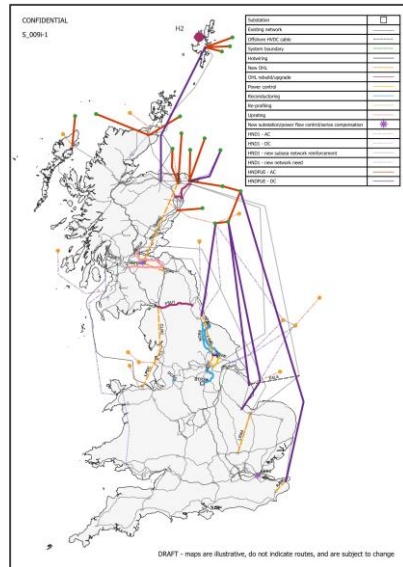 CONFIDENTIAL
S_009i-1
H2
Substation
Existing network
Offshore HVDC cable
System boundary
Hotwiring
New OHL
OHL rebuild/upgrade
Power control
Reconductoring
Re-profiling
Uprating
New substation/power flow control/series compensation
HND1 - AC
HND1 - DC
HND1 - new subsea network reinforcement
HND1 - new network need
HNDFUE - AC
HNDFUE - DC
DRAFT - maps are illustrative, do not indicate routes, and are subject to change